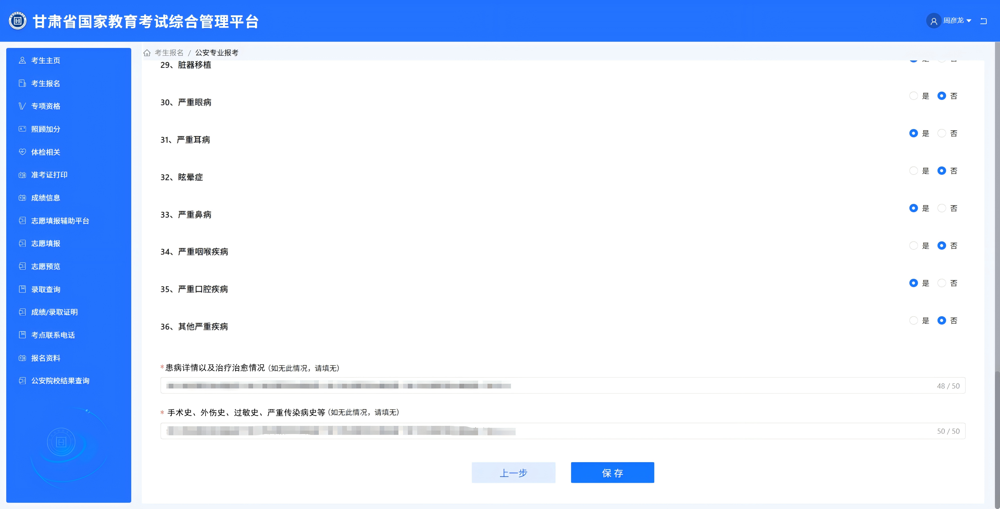 甘肃省国家教育考试综合管理平台
周彦龙
考生主页
考生报名
专项资格
照顾加分
体检相关
准考证打印
成绩信息
志愿填报辅助平台
志愿填报
志愿预览
录取查询
成绩/录取证明
考点联系电话
报名资料
公安院校结果查询
考生报名 / 公安专业报考
29、脏器移植 是 否
30、严重眼病 是 否
31、严重耳病 是 否
32、眩晕症 是 否
33、严重鼻病 是 否
34、严重咽喉疾病 是 否
35、严重口腔疾病 是 否
36、其他严重疾病 是 否
*患病详情以及治疗治愈情况（如无此情况，请填无）
48 / 50
* 手术史、外伤史、过敏史、严重传染病史等（如无此情况，请填无）
50 / 50
上一步 保 存